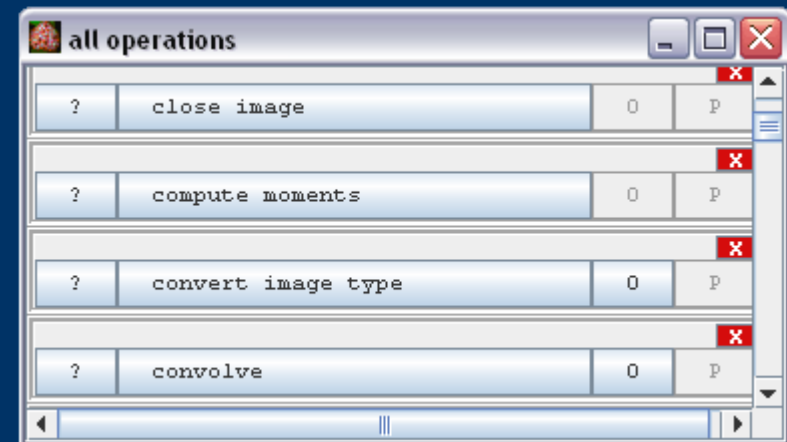 all operations
X
? close image O P
X
? compute moments O P
X
? convert image type O P
X
? convolve O P